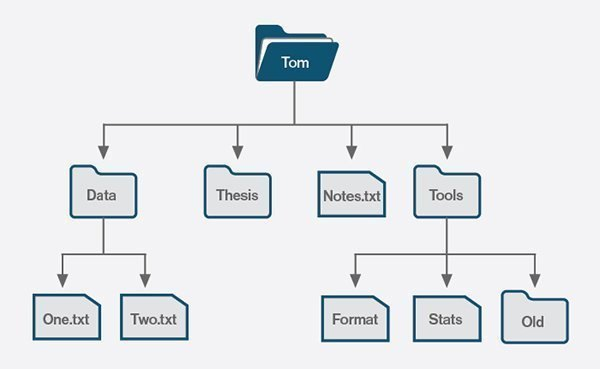 Tom
Data
Thesis
Notes.txt
Tools
One.txt
Two.txt
Format
Stats
Old